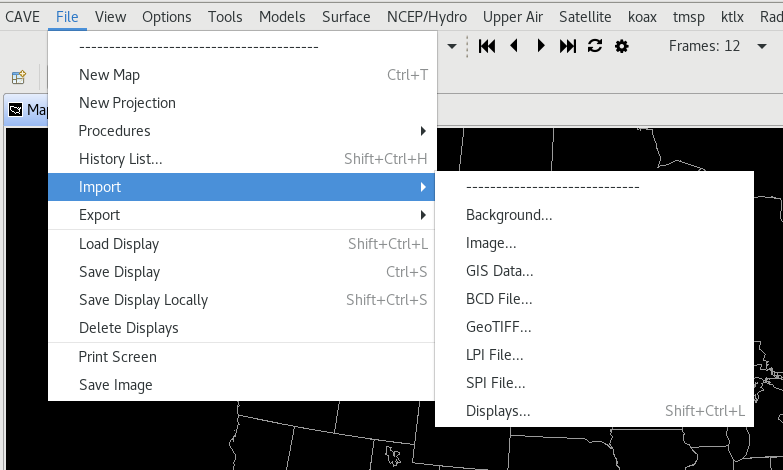 CAVE File View Options Tools Models Surface NCEP/Hydro Upper Air Satellite koax tmsp ktlx Rad
----------------------------------------
Frames: 12
New Map Ctrl+T
New Projection
Map
Procedures
History List... Shift+Ctrl+H
Import
Export
Load Display Shift+Ctrl+L
Save Display Ctrl+S
Save Display Locally Shift+Ctrl+S
Delete Displays
Print Screen
Save Image
-----------------------------
Background...
Image...
GIS Data...
BCD File...
GeoTIFF...
LPI File...
SPI File...
Displays... Shift+Ctrl+L